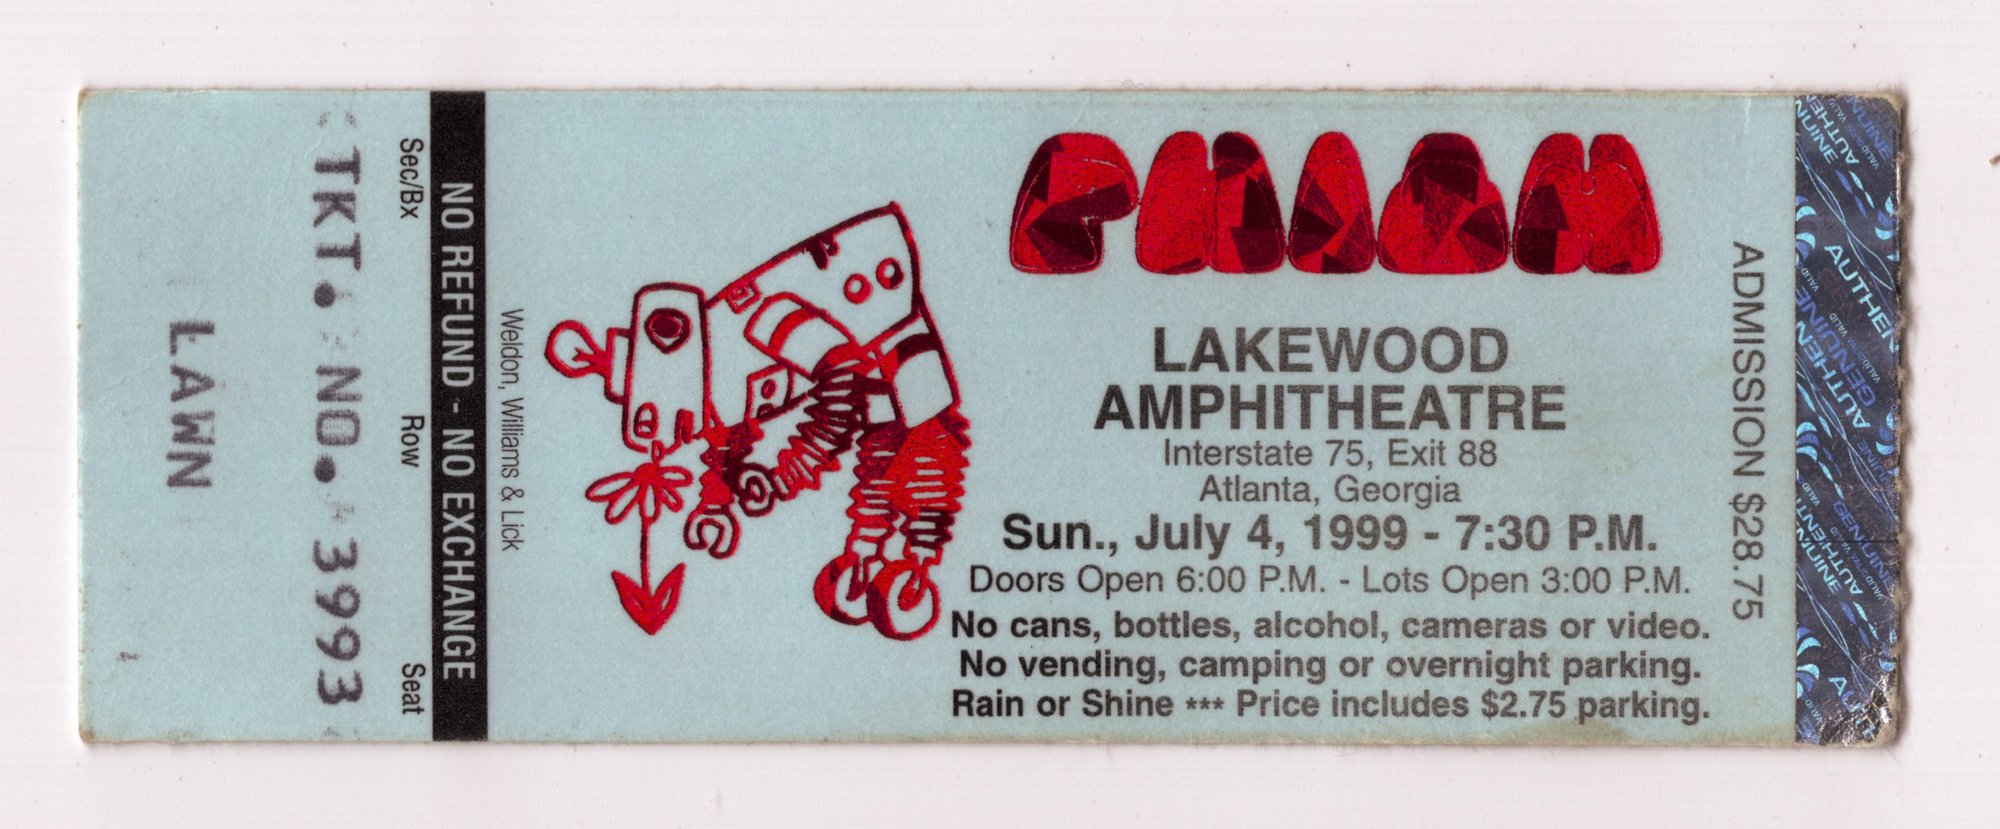 PHISH
LAKEWOOD
AMPHITHEATRE
Interstate 75, Exit 88
Atlanta, Georgia
Sun., July 4, 1999 - 7:30 P.M.
Doors Open 6:00 P.M. - Lots Open 3:00 P.M.
No cans, bottles, alcohol, cameras or video.
No vending, camping or overnight parking.
Rain or Shine *** Price includes $2.75 parking.
ADMISSION $28.75
Weldon, Williams & Lick
NO REFUND - NO EXCHANGE
Sec/Bx Row Seat
TKT. NO. 3993
LAWN
GENUINE
AUTHENTIC
VALID